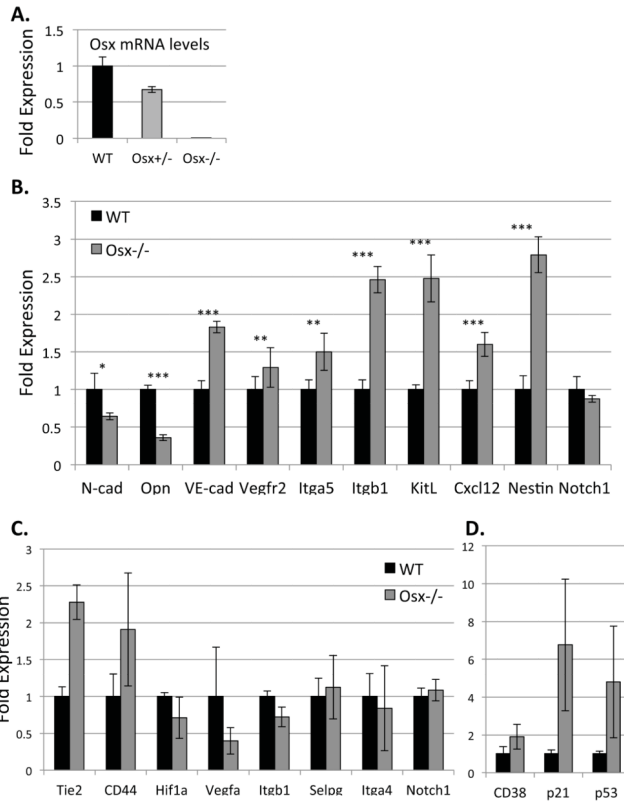 A.
Osx mRNA levels
Fold Expression
1.5
1
0.5
0
WT Osx+/- Osx-/-
B.
Fold Expression
3.5
3
2.5
2
1.5
1
0.5
0
WT
Osx-/-
* *** *** ** ** *** *** *** ***
N-cad Opn VE-cad Vegfr2 Itga5 Itgb1 KitL Cxcl12 Nestin Notch1
C.
Fold Expression
3
2.5
2
1.5
1
0.5
0
WT
Osx-/-
Tie2 CD44 Hif1a Vegfa Itgb1 Selpg Itga4 Notch1
D.
12
10
8
6
4
2
0
CD38 p21 p53